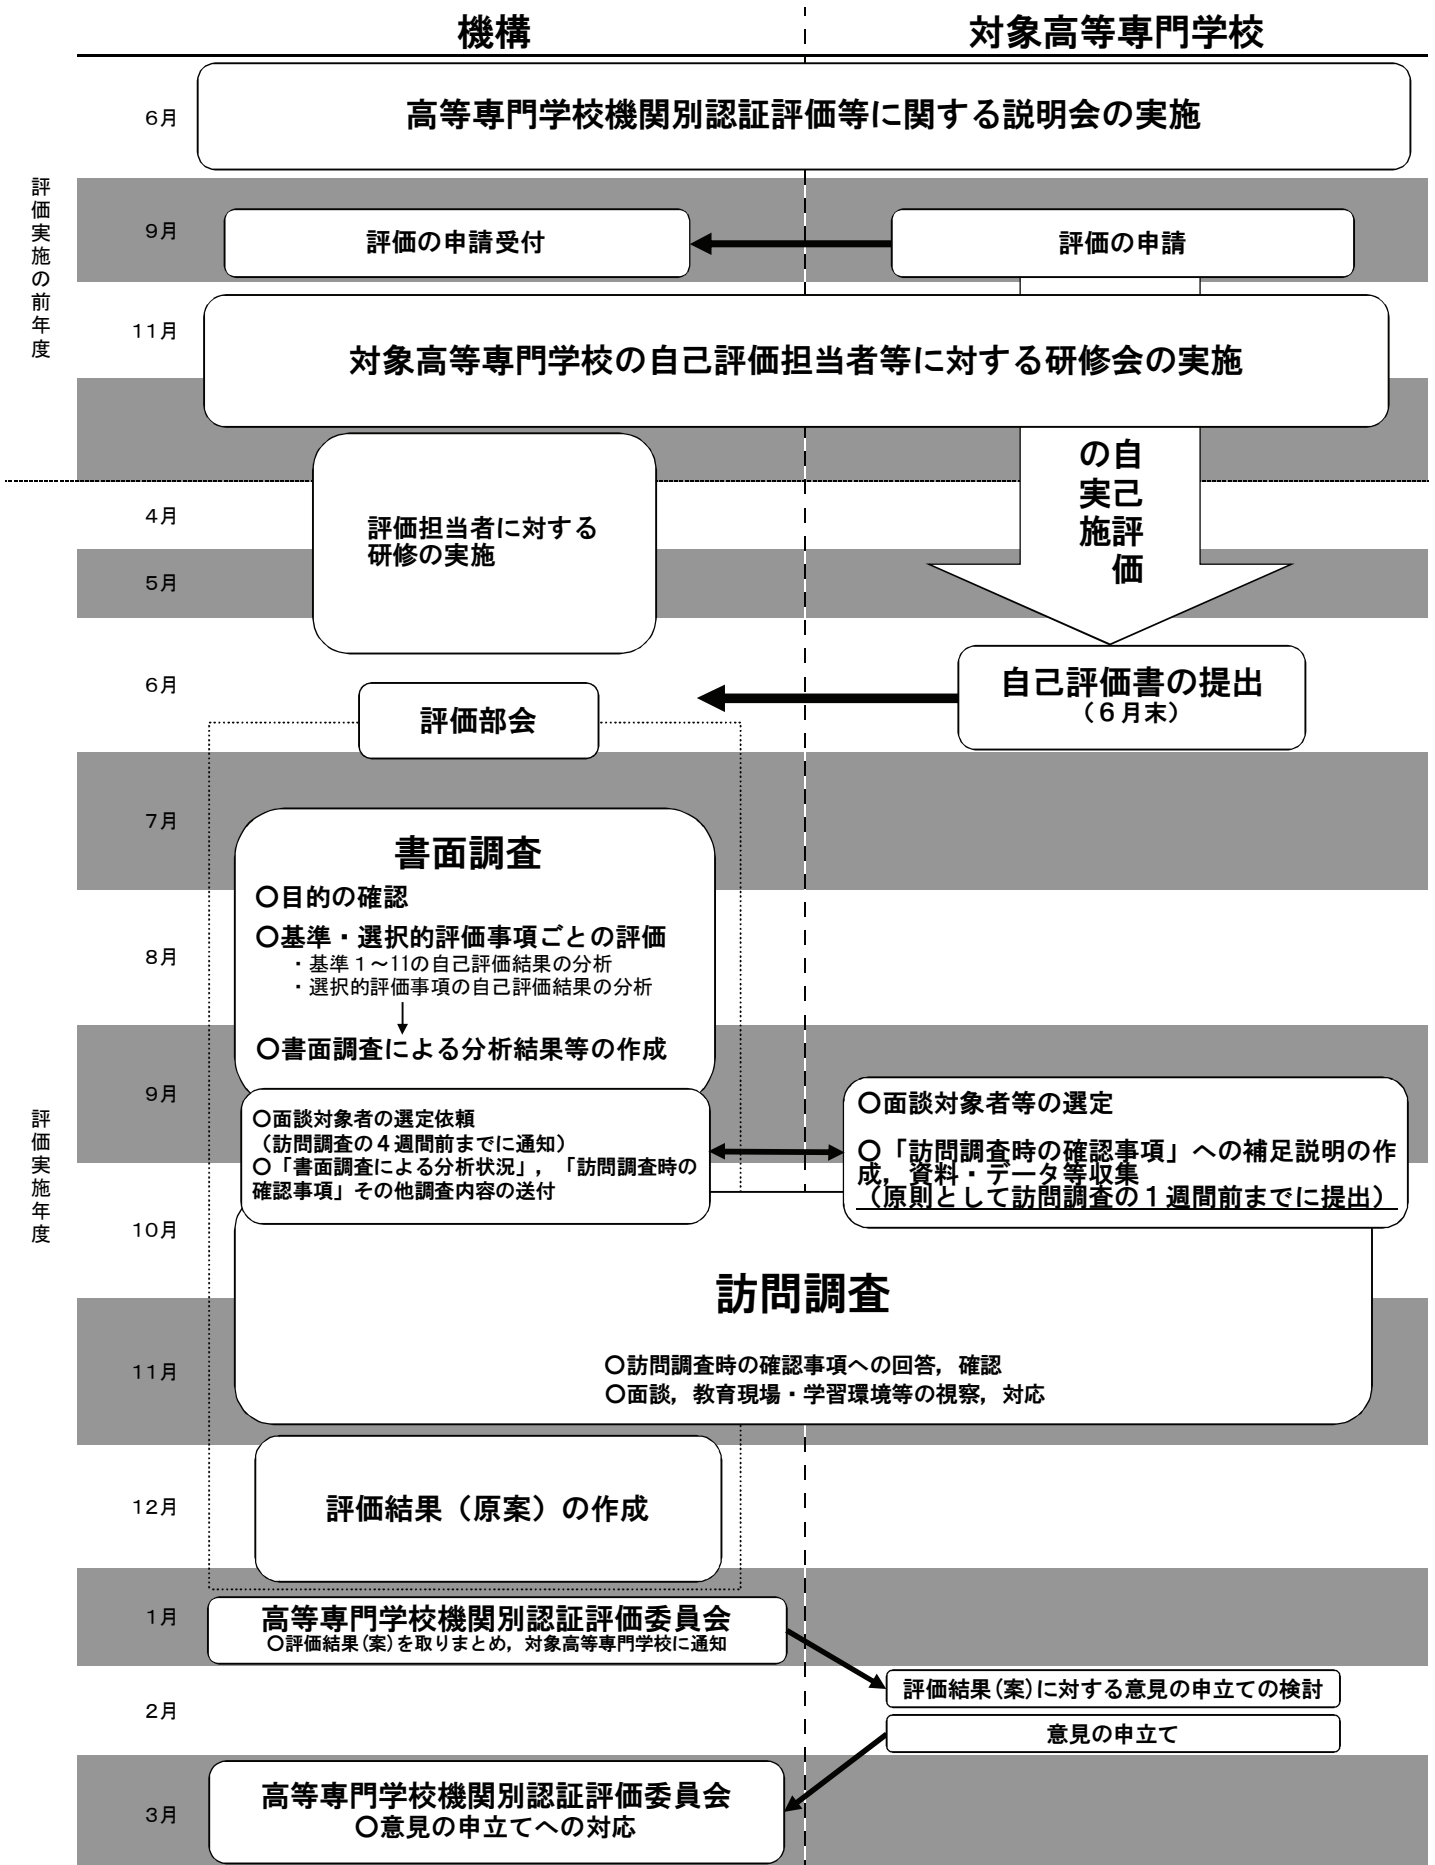 機構
対象高等専門学校
評価実施の前年度
6月
高等専門学校機関別認証評価等に関する説明会の実施
9月
評価の申請受付
評価の申請
11月
対象高等専門学校の自己評価担当者等に対する研修会の実施
自己評価
の実施
4月
評価担当者に対する
研修の実施
5月
6月
自己評価書の提出
(6月末)
評価部会
評価実施年度
7月
書面調査
○目的の確認
○基準・選択的評価事項ごとの評価
・基準1~11の自己評価結果の分析
・選択的評価事項の自己評価結果の分析
8月
○書面調査による分析結果等の作成
9月
○面談対象者の選定依頼
(訪問調査の4週間前までに通知)
○「書面調査による分析状況」,「訪問調査時の
確認事項」その他調査内容の送付
○面談対象者等の選定
○「訪問調査時の確認事項」への補足説明の作
成,資料・データ等収集
(原則として訪問調査の1週間前までに提出)
10月
訪問調査
11月
○訪問調査時の確認事項への回答,確認
○面談,教育現場・学習環境等の視察,対応
12月
評価結果(原案)の作成
1月
高等専門学校機関別認証評価委員会
○評価結果(案)を取りまとめ,対象高等専門学校に通知
評価結果(案)に対する意見の申立ての検討
2月
意見の申立て
3月
高等専門学校機関別認証評価委員会
○意見の申立てへの対応